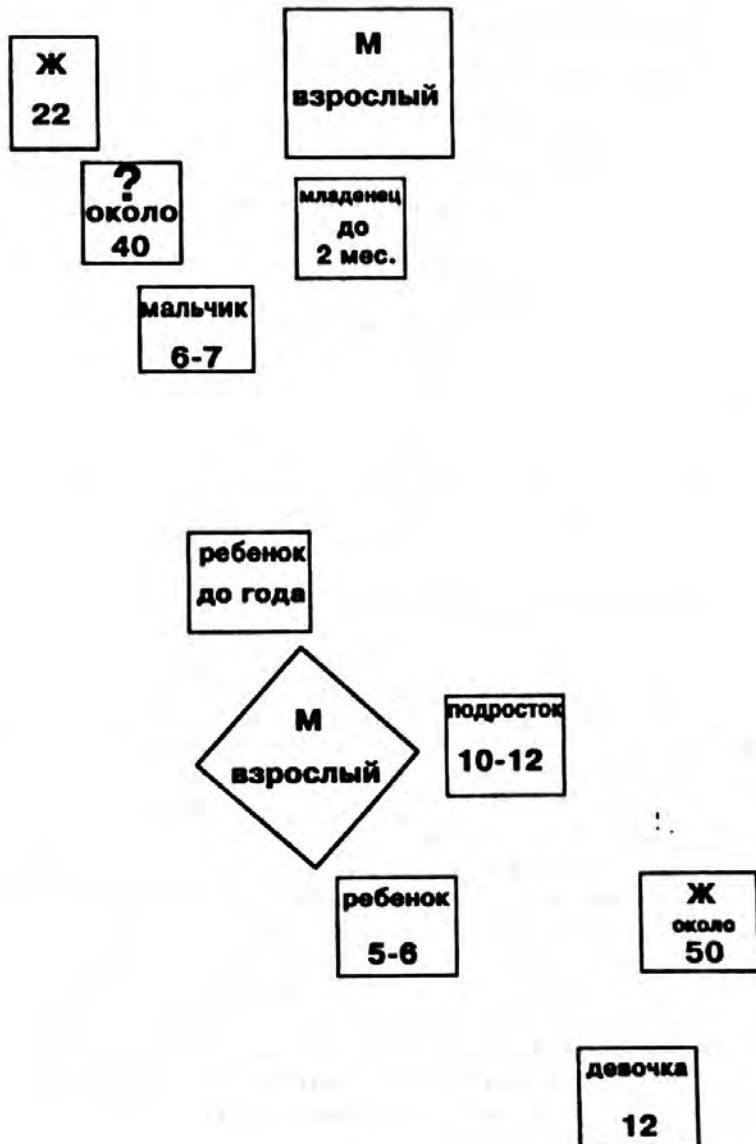 Ж
22
М
взрослый
?
около
40
младенец
до
2 мес.
мальчик
6-7
ребенок
до года
М
взрослый
подросток
10-12
ребенок
5-6
Ж
около
50
девочка
12